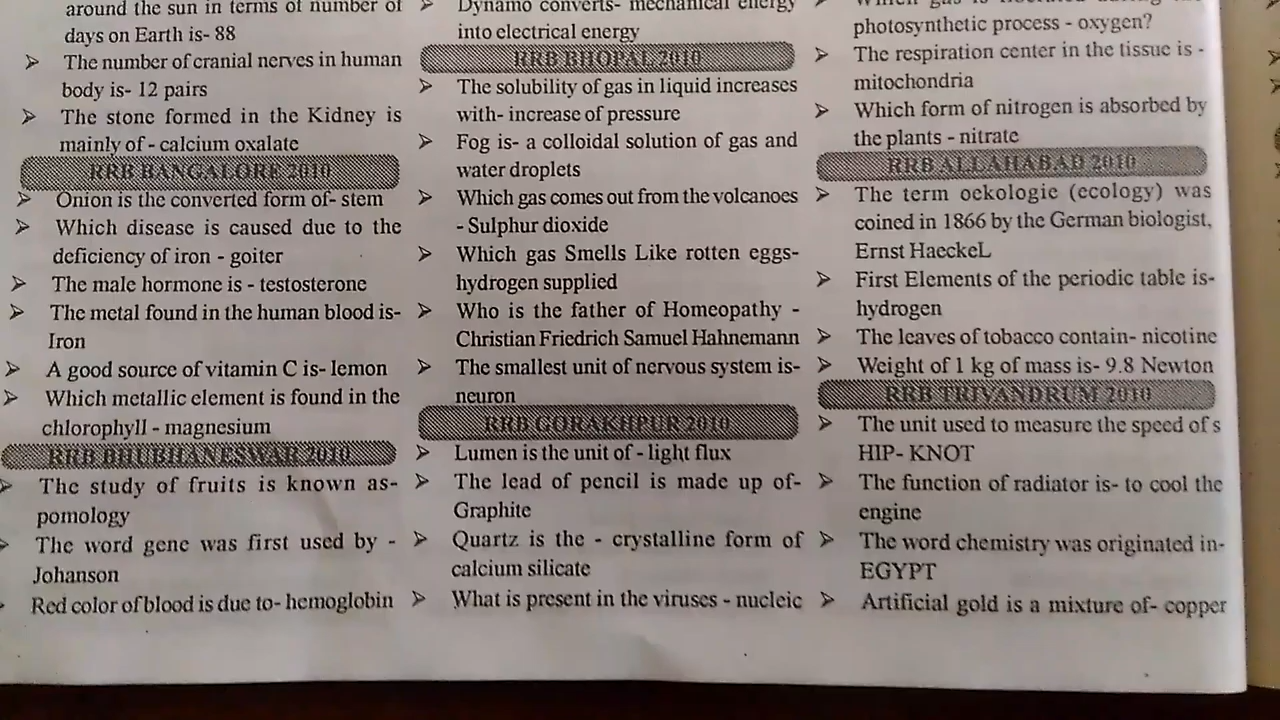 around the sun in terms of number of
days on Earth is- 88
➢ The number of cranial nerves in human
body is- 12 pairs
➢ The stone formed in the Kidney is
mainly of - calcium oxalate
RRB BANGALORE 2010
➢ Onion is the converted form of- stem
➢ Which disease is caused due to the
deficiency of iron - goiter
➢ The male hormone is - testosterone
➢ The metal found in the human blood is-
Iron
➢ A good source of vitamin C is- lemon
➢ Which metallic element is found in the
chlorophyll - magnesium
RRB BHUBHANESWAR 2010
➢ The study of fruits is known as-
pomology
➢ The word gene was first used by -
Johanson
➢ Red color of blood is due to- hemoglobin
➢ Dynamo converts- mechanical energy
into electrical energy
RRB BHOPAL 2010
➢ The solubility of gas in liquid increases
with- increase of pressure
➢ Fog is- a colloidal solution of gas and
water droplets
➢ Which gas comes out from the volcanoes
- Sulphur dioxide
➢ Which gas Smells Like rotten eggs-
hydrogen supplied
➢ Who is the father of Homeopathy -
Christian Friedrich Samuel Hahnemann
➢ The smallest unit of nervous system is-
neuron
RRB GORAKHPUR 2010
➢ Lumen is the unit of - light flux
➢ The lead of pencil is made up of-
Graphite
➢ Quartz is the - crystalline form of
calcium silicate
➢ What is present in the viruses - nucleic
➢ Which gas is
photosynthetic process - oxygen?
➢ The respiration center in the tissue is -
mitochondria
➢ Which form of nitrogen is absorbed by
the plants - nitrate
RRB ALLAHABAD 2010
➢ The term oekologie (ecology) was
coined in 1866 by the German biologist,
Ernst HaeckeL
➢ First Elements of the periodic table is-
hydrogen
➢ The leaves of tobacco contain- nicotine
➢ Weight of 1 kg of mass is- 9.8 Newton
RRB TRIVANDRUM 2010
➢ The unit used to measure the speed of s
HIP- KNOT
➢ The function of radiator is- to cool the
engine
➢ The word chemistry was originated in-
EGYPT
➢ Artificial gold is a mixture of- copper